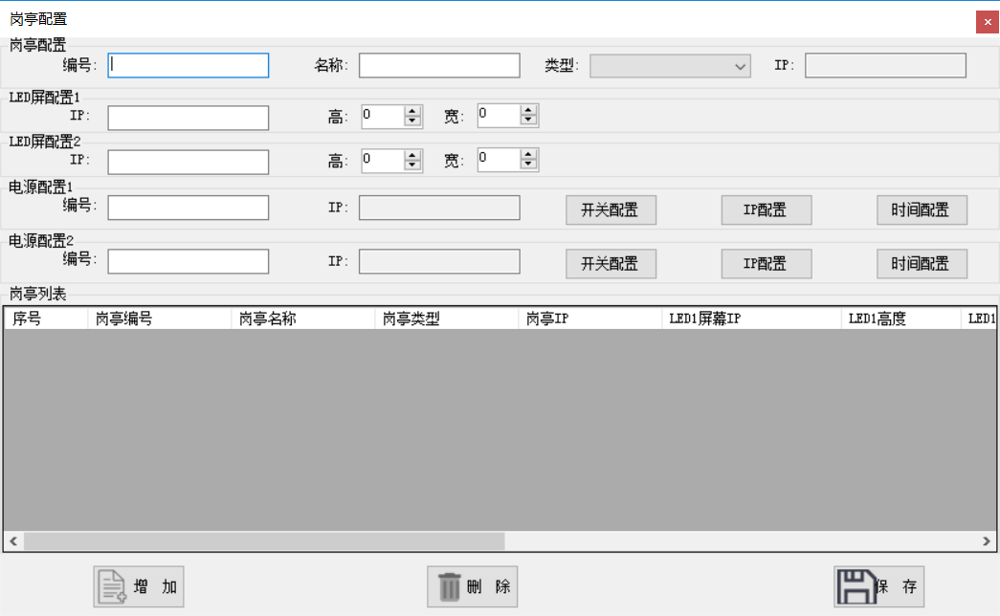 岗亭配置
岗亭配置
编号: 名称: 类型: IP:
LED屏配置1
IP: 高: 0 宽: 0
LED屏配置2
IP: 高: 0 宽: 0
电源配置1
编号: IP: 开关配置 IP配置 时间配置
电源配置2
编号: IP: 开关配置 IP配置 时间配置
岗亭列表
序号 岗亭编号 岗亭名称 岗亭类型 岗亭IP LED1屏幕IP LED1高度 LED1
增 加 删 除 保 存